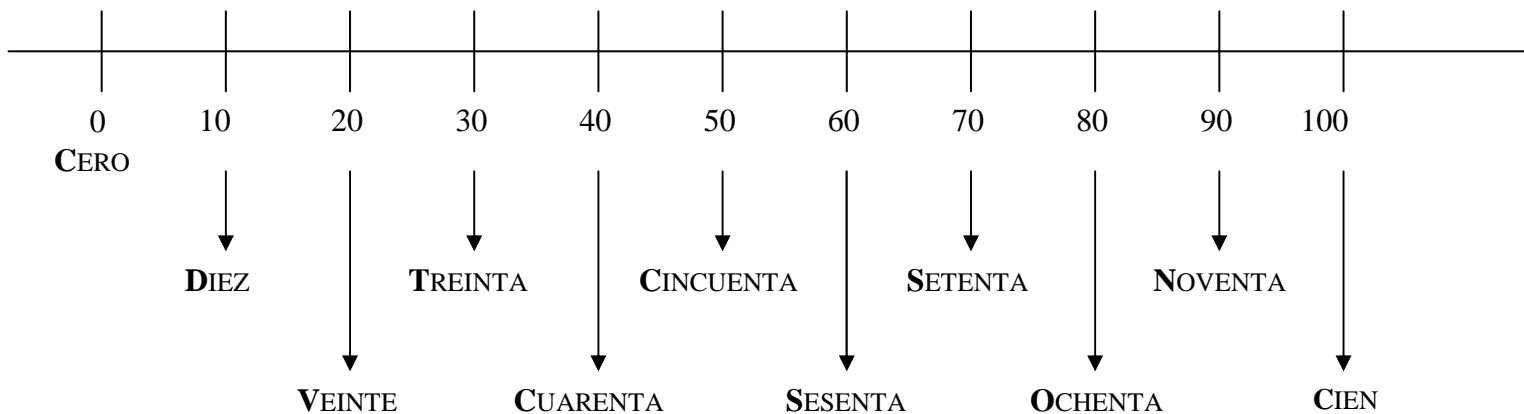 0 10 20 30 40 50 60 70 80 90 100
CERO
DIEZ TREINTA CINCUENTA SETENTA NOVENTA
VEINTE CUARENTA SESENTA OCHENTA CIEN